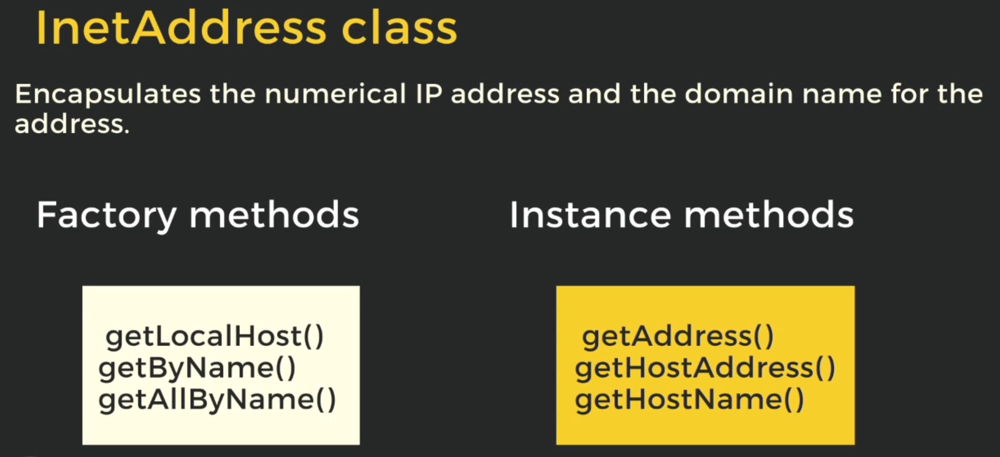 InetAddress class
Encapsulates the numerical IP address and the domain name for the
address.
Factory methods
Instance methods
getLocalHost()
getByName()
getAllByName()
getAddress()
getHostAddress()
getHostName()